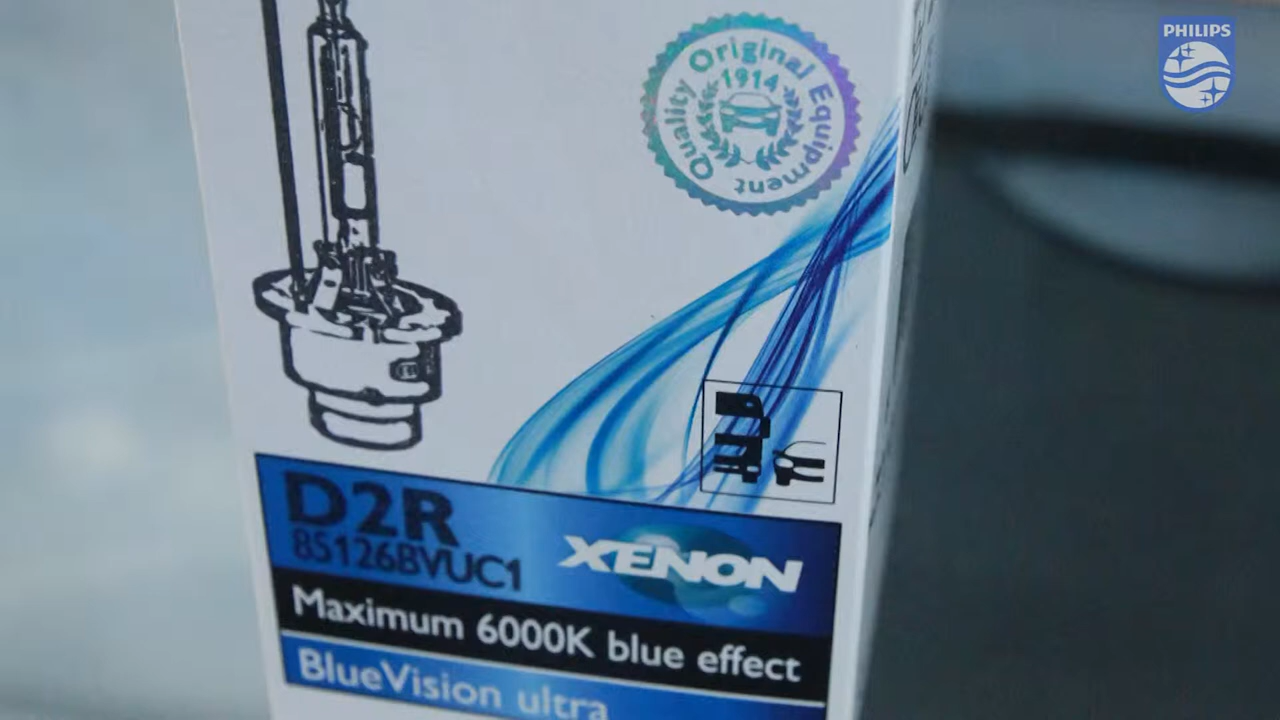 PHILIPS
Quality Original Equipment
1914
D2R
85126BVUC1
XENON
Maximum 6000K blue effect
BlueVision ultra